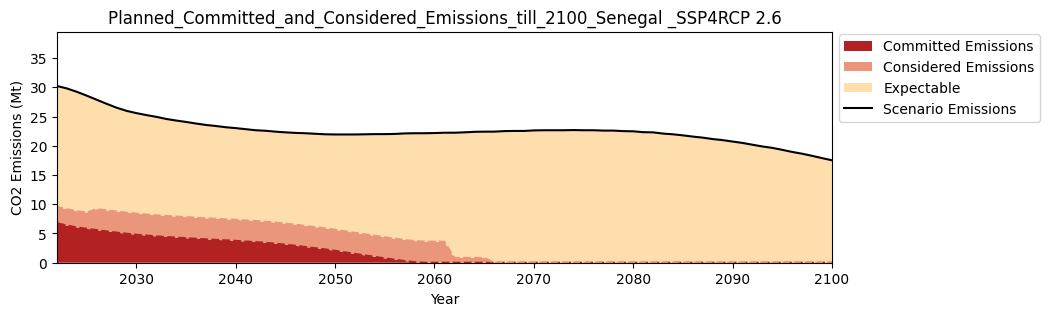 Planned_Committed_and_Considered_Emissions_till_2100_Senegal _SSP4RCP 2.6
CO2 Emissions (Mt)
35
30
25
20
15
10
5
0
2030
2040
2050
2060
2070
2080
2090
2100
Year
Committed Emissions
Considered Emissions
Expectable
Scenario Emissions